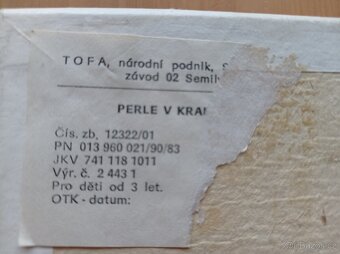 TOFA, národní podnik, S
závod 02 Semil
PERLE V KRA
Čís. zb. 12322/01
PN 013 960 021/90/83
JKV 741 118 1011
Výr. č. 2 443 1
Pro děti od 3 let.
OTK - datum: